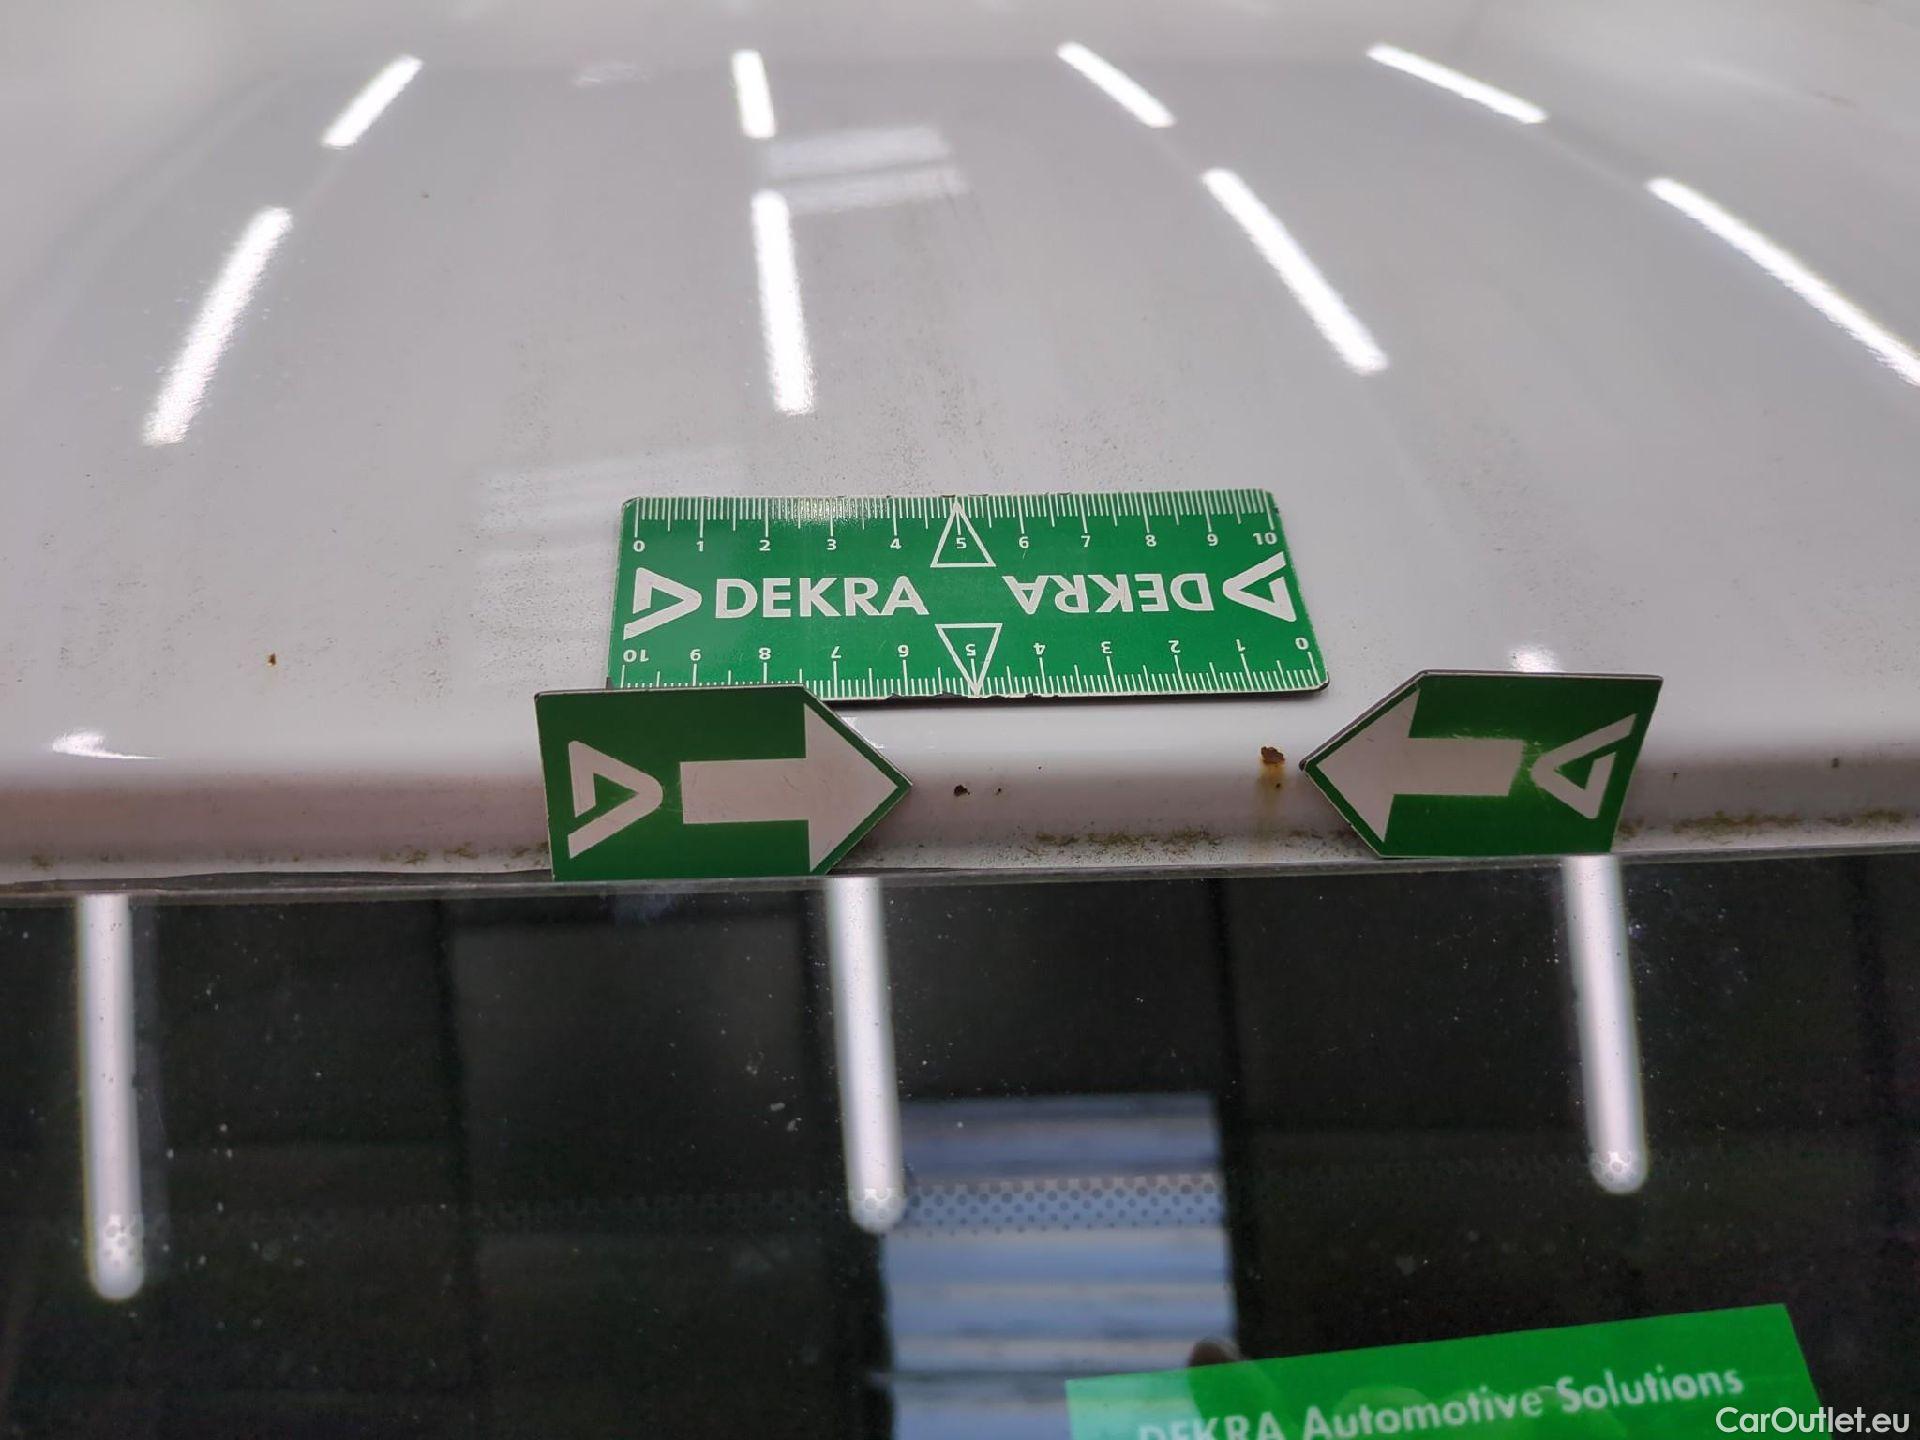 0 1 2 3 4 5 6 7 8 9 10
DEKRA DEKRA
10 9 8 7 6 5 4 3 2 1 0
DEKRA Automotive Solutions
CarOutlet.eu